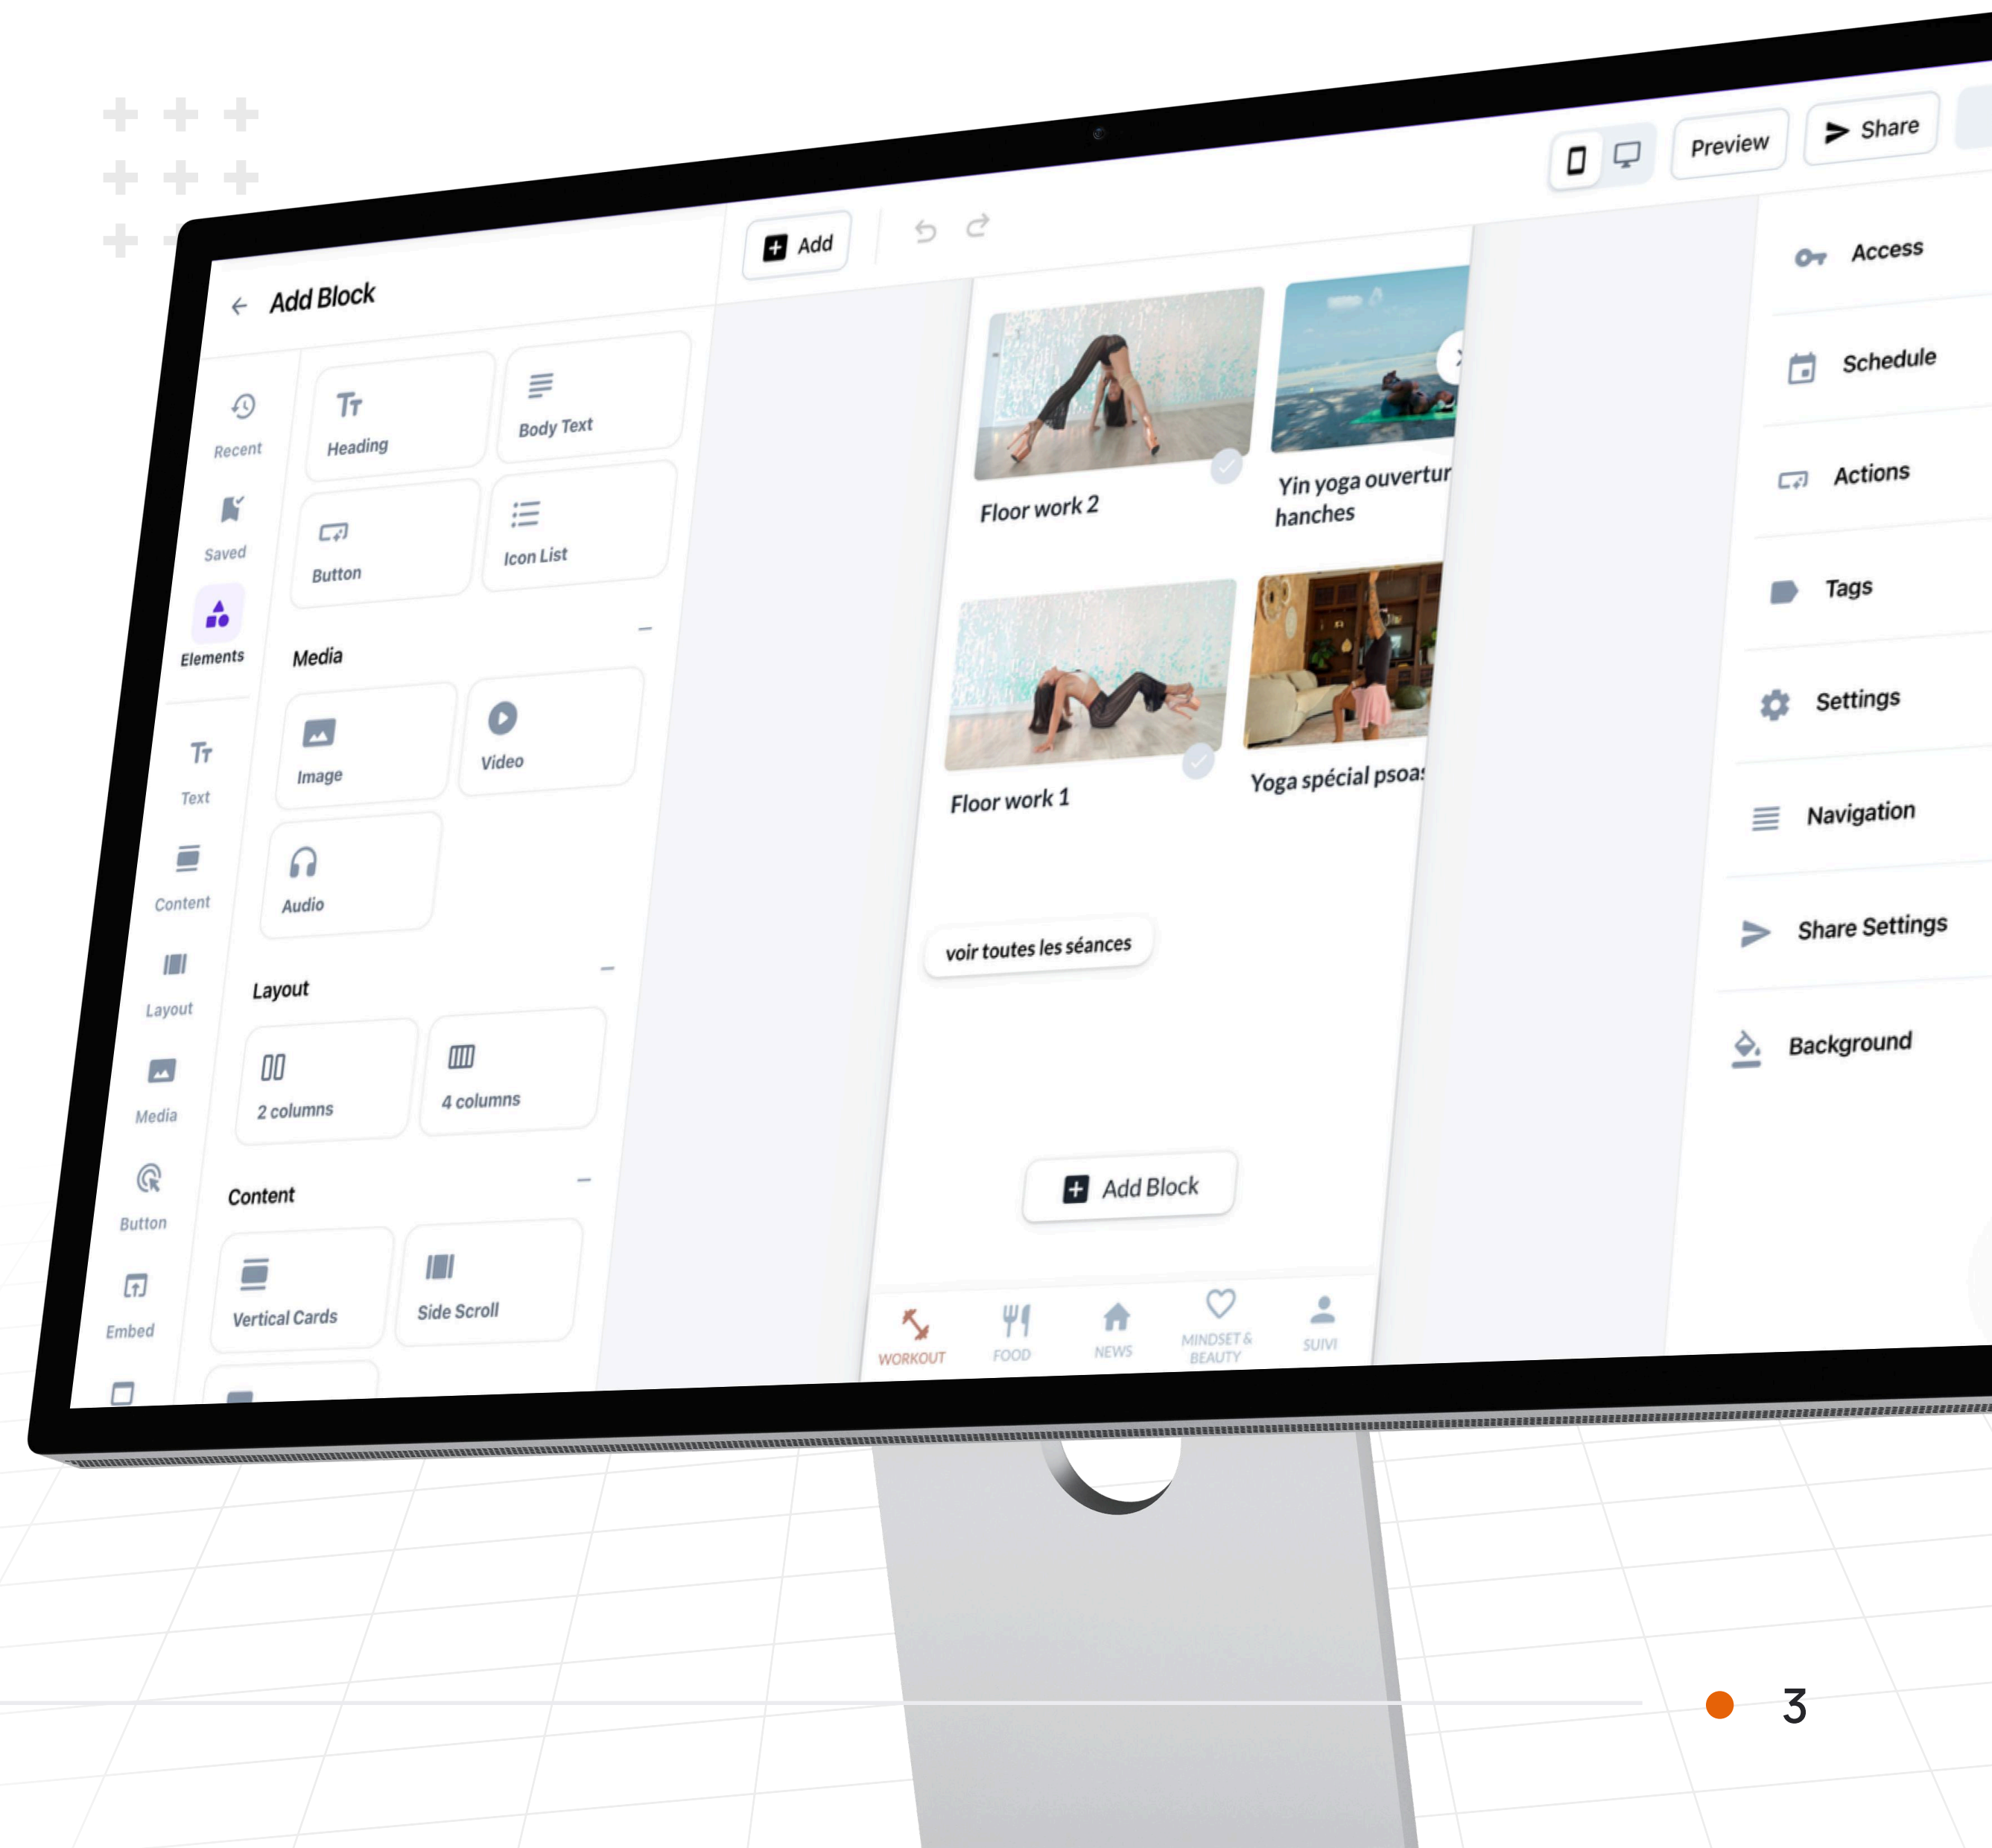 Preview
Share
Add
Add Block
Recent
Saved
Elements
Text
Content
Layout
Media
Button
Embed
Heading
Body Text
Button
Icon List
Media
Image
Video
Audio
Layout
2 columns
4 columns
Content
Vertical Cards
Side Scroll
Floor work 2
Yin yoga ouvertur
hanches
Floor work 1
Yoga spécial psoas
voir toutes les séances
Add Block
WORKOUT
FOOD
NEWS
MINDSET &
BEAUTY
SUIVI
Access
Schedule
Actions
Tags
Settings
Navigation
Share Settings
Background
3